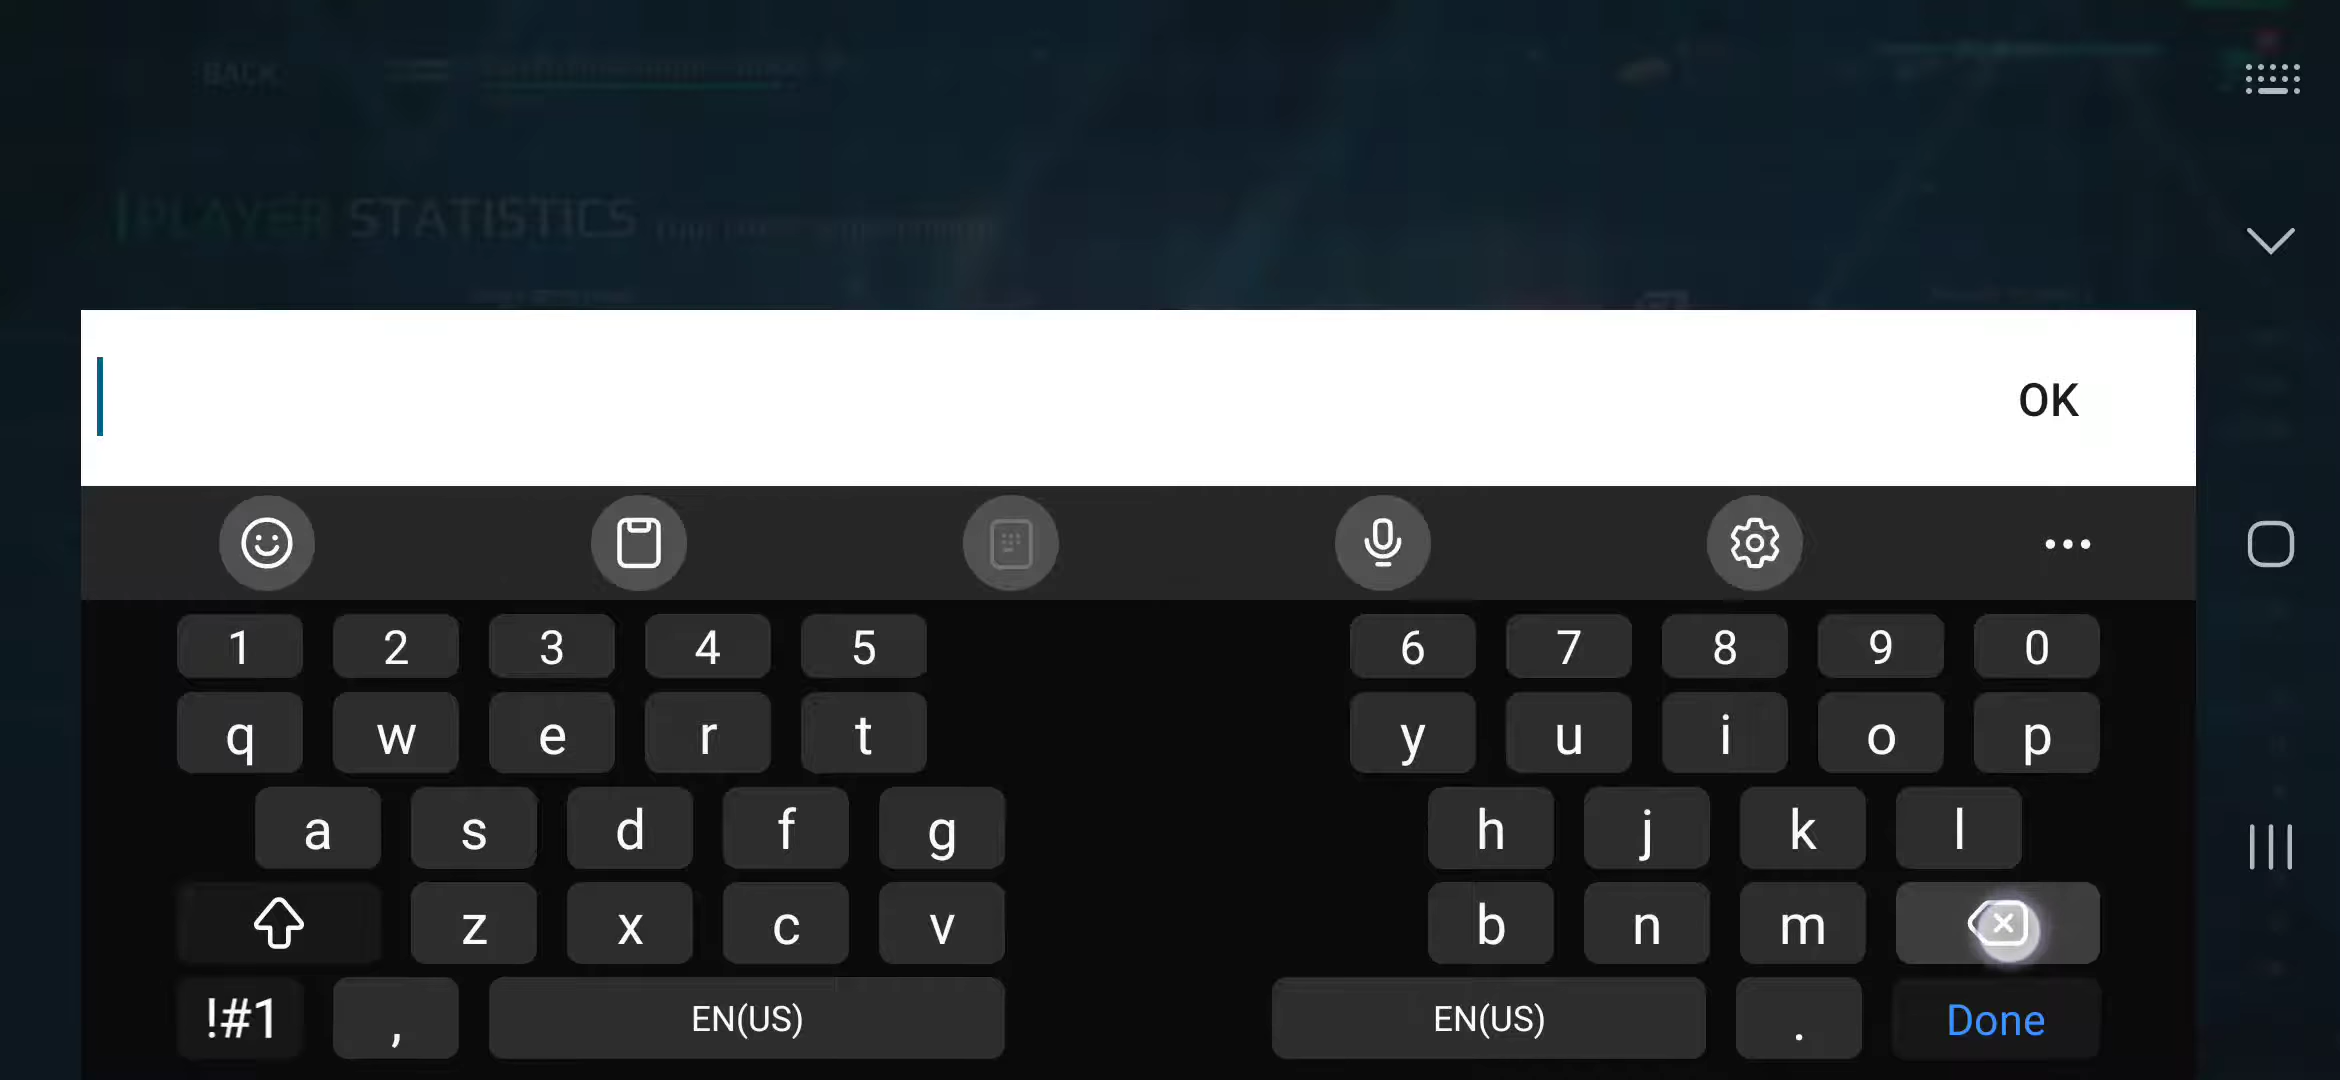 BACK
PLAYER STATISTICS
OK
1 2 3 4 5 6 7 8 9 0
q w e r t y u i o p
a s d f g h j k l
z x c v b n m
!#1 , EN(US) EN(US) . Done